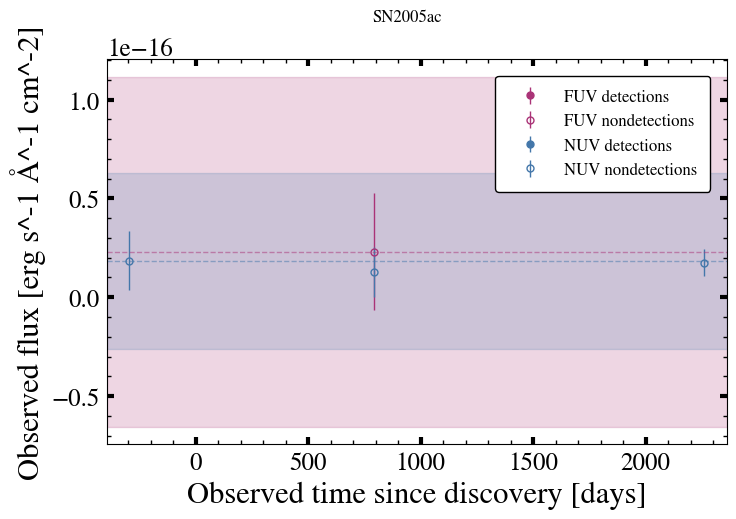 SN2005ac
1e−16
FUV detections
FUV nondetections
NUV detections
NUV nondetections
1.0
0.5
0.0
−0.5
Observed flux [erg s^-1 Å^-1 cm^-2]
0 500 1000 1500 2000
Observed time since discovery [days]